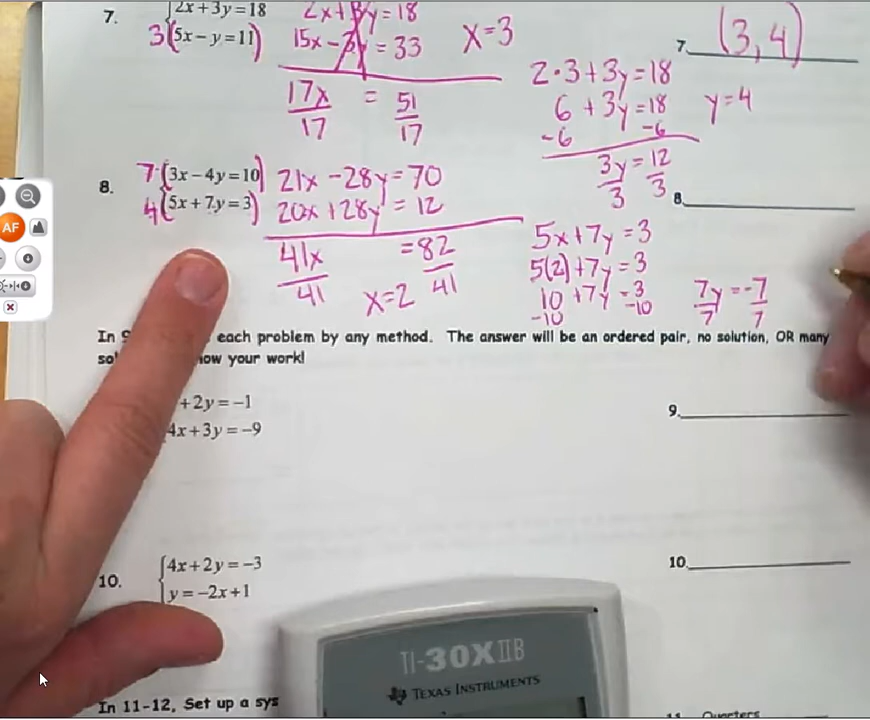 7. 2x+3y=18 2x+3y=18
3(5x−y=11) 15x−3y=33 x=3
7. (3, 4)
17x/17 = 51/17
2·3+3y=18
6+3y=18 y=4
-6 -6
3y/3=12/3
8. 7(3x−4y=10) 21x−28y=70
4(5x+7y=3) 20x+28y=12
8.
41x/41 =82/41
x=2
5x+7y=3
5(2)+7y=3
10+7y=3
-10 -10
7y/7=-7/7
In each problem by any method. The answer will be an ordered pair, no solution, OR many
your work!
+2y=−1
4x+3y=−9
9.
10. 4x+2y=−3
y=−2x+1
10.
TI-30X IIB
TEXAS INSTRUMENTS
In 11-12, Set up a sys
Quarters
AF